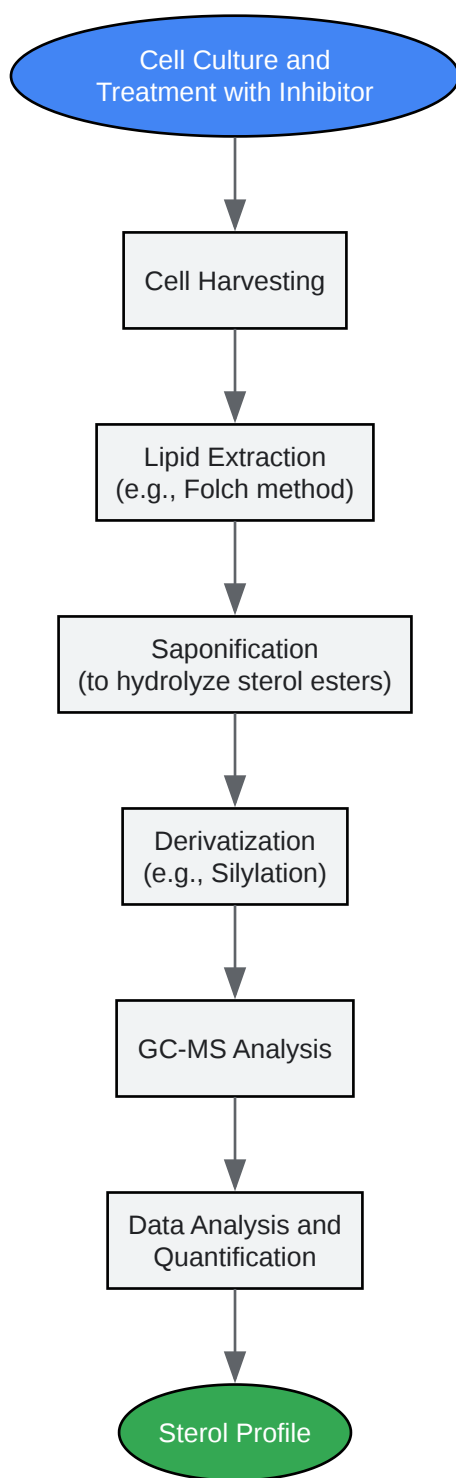 Cell Culture and
Treatment with Inhibitor
Cell Harvesting
Lipid Extraction
(e.g., Folch method)
Saponification
(to hydrolyze sterol esters)
Derivatization
(e.g., Silylation)
GC-MS Analysis
Data Analysis and
Quantification
Sterol Profile